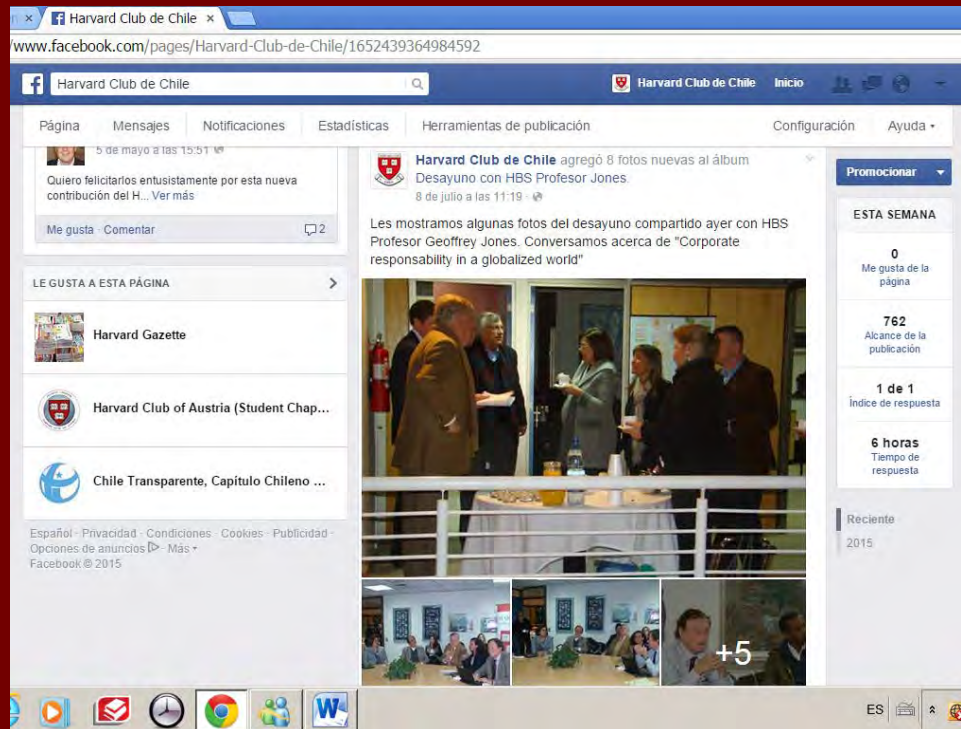 Harvard Club de Chile ×
www.facebook.com/pages/Harvard-Club-de-Chile/1652439364984592
Harvard Club de Chile
Harvard Club de Chile Inicio
Página Mensajes Notificaciones Estadísticas Herramientas de publicación Configuración Ayuda
5 de mayo a las 15:51
Quiero felicitarlos entusistamente por esta nueva
contribución del H... Ver más
Me gusta · Comentar 2
LE GUSTA A ESTA PÁGINA
Harvard Gazette
Harvard Club of Austria (Student Chap...
Chile Transparente, Capítulo Chileno ...
Español · Privacidad · Condiciones · Cookies · Publicidad ·
Opciones de anuncios · Más
Facebook © 2015
Harvard Club de Chile agregó 8 fotos nuevas al álbum
Desayuno con HBS Profesor Jones.
8 de julio a las 11:19 ·
Les mostramos algunas fotos del desayuno compartido ayer con HBS
Profesor Geoffrey Jones. Conversamos acerca de "Corporate
responsability in a globalized world"
+5
Promocionar
ESTA SEMANA
0
Me gusta de la
página
762
Alcance de la
publicación
1 de 1
Índice de respuesta
6 horas
Tiempo de
respuesta
Reciente
2015
ES